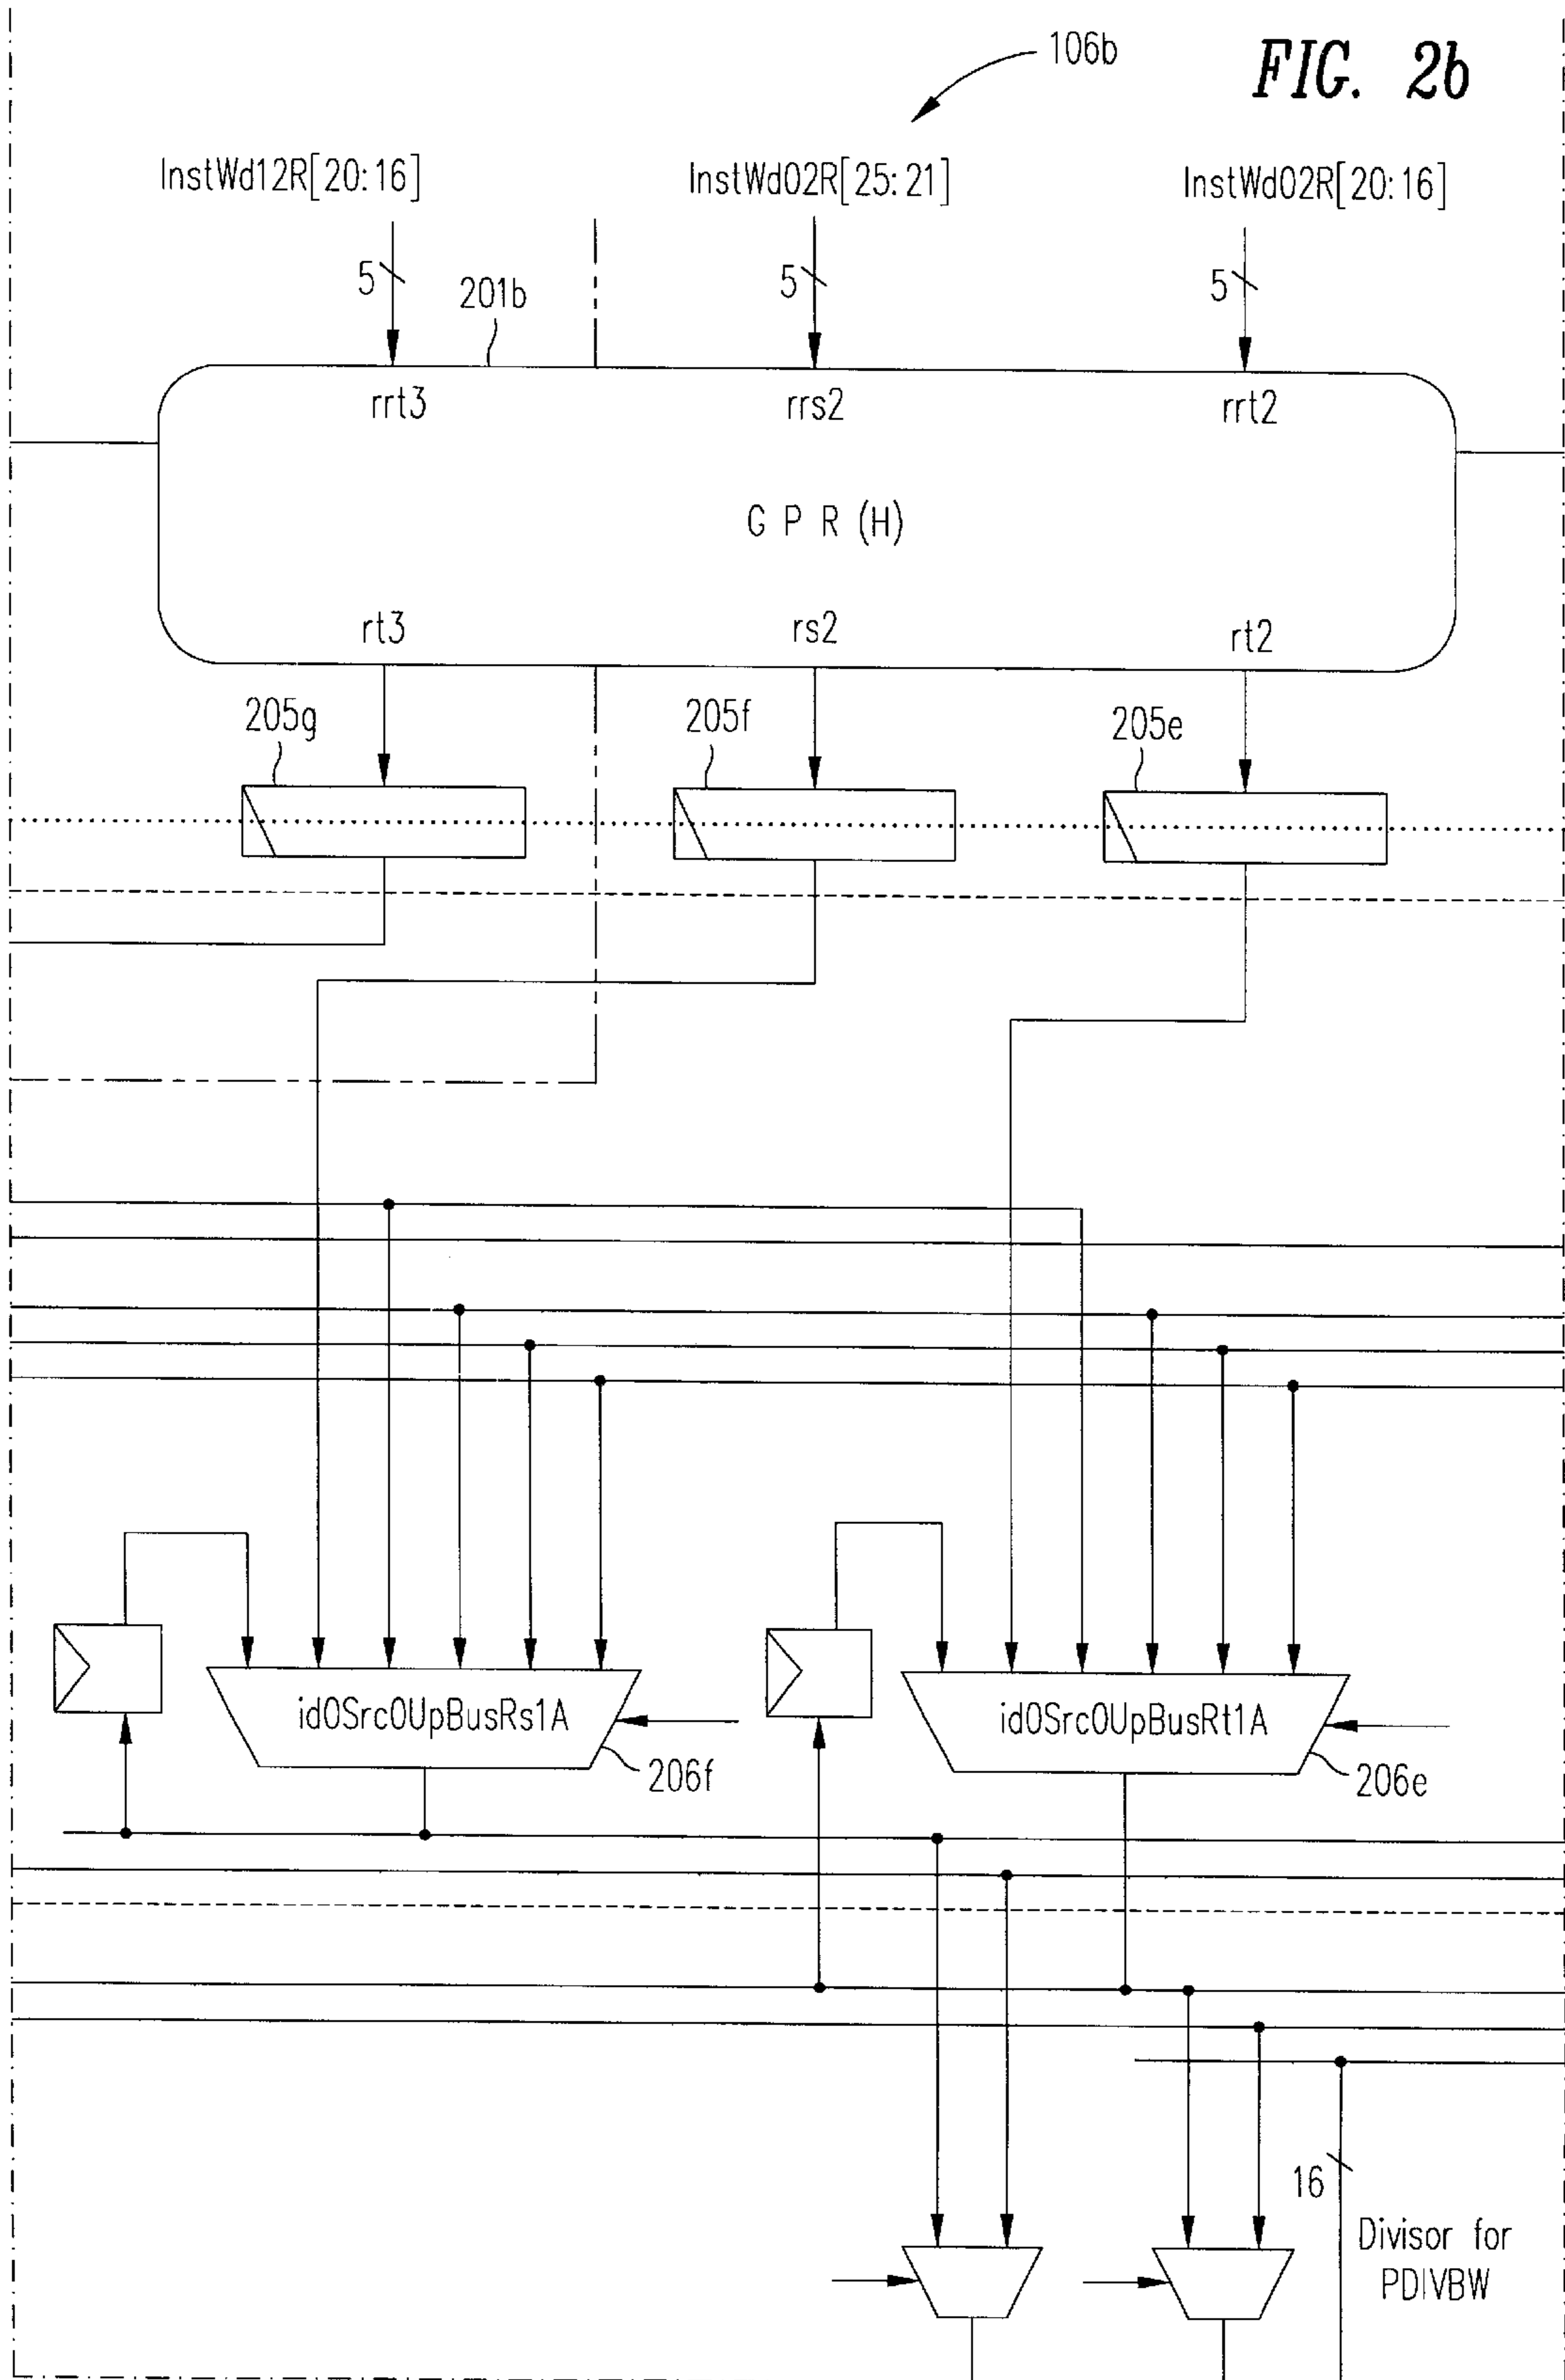 FIG. 2b
106b
InstWd12R[20:16]
InstWd02R[25:21]
InstWd02R[20:16]
5
5
5
201b
rrt3
rrs2
rrt2
G P R (H)
rt3
rs2
rt2
205g
205f
205e
id0Src0UpBusRs1A
id0Src0UpBusRt1A
206f
206e
16
Divisor for
PDIVBW